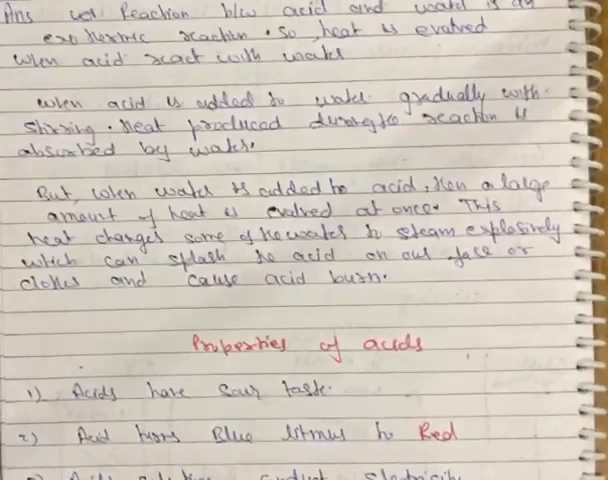 Ans Reaction b/w acid and water is an
exothermic reaction. So, heat is evolved
when acid react with water
when acid is added to water gradually with
stirring. Heat produced during the reaction is
absorbed by water.
But, when water is added to acid, then a large
amount of heat is evolved at once. This
heat changes some of the water to steam explosively
which can splash the acid on our face or
clothes and cause acid burn.
Properties of acids
1) Acids have sour taste.
2) Acid turns Blue litmus to Red
conduct electricity